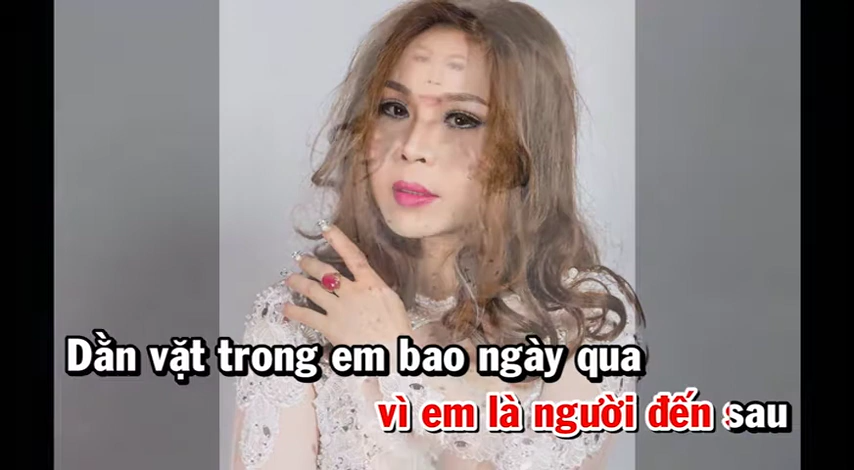 Dằn vặt trong em bao ngày qua
vì em là người đến sau